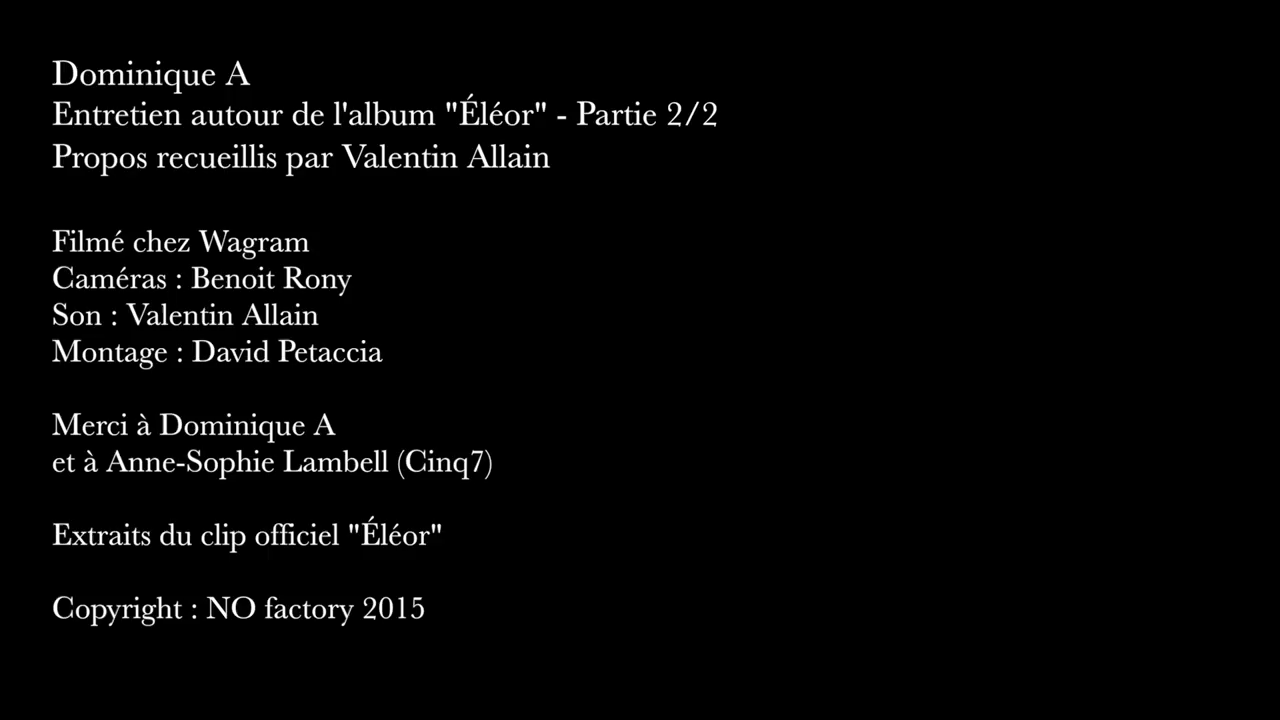 Dominique A
Entretien autour de l'album "Éléor" - Partie 2/2
Propos recueillis par Valentin Allain
Filmé chez Wagram
Caméras : Benoit Rony
Son : Valentin Allain
Montage : David Petaccia
Merci à Dominique A
et à Anne-Sophie Lambell (Cinq7)
Extraits du clip officiel "Éléor"
Copyright : NO factory 2015